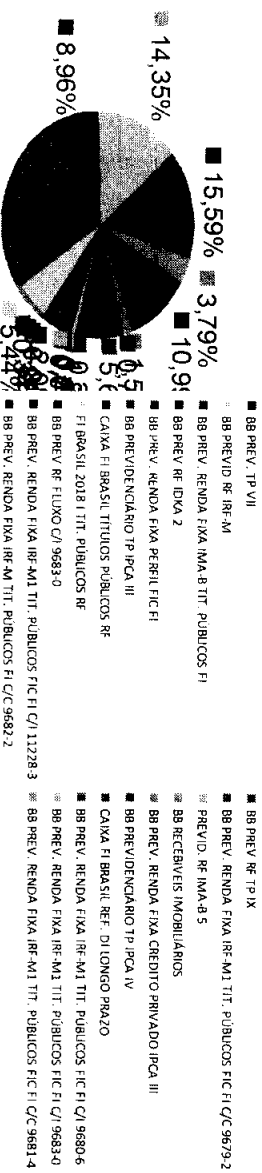 14,35%
15,59%
3,79%
8,96%
5.44%
BB PREV. TP VII
BB PREVID RF IRF-M
BB PREV. RENDA FIXA IMA-B TIT. PÚBLICOS FI
BB PREV RF IDKA 2
BB PREV. RENDA FIXA PERFIL FIC FI
BB PREVIDENCIÁRIO TP IPCA III
CAIXA FI BRASIL TÍTULOS PÚBLICOS RF
FI BRASIL 2018 I TIT. PÚBLICOS RF
BB PREV RF FLUXO C/I 9683-0
BB PREV. RENDA FIXA IRF-M1 TIT. PÚBLICOS FIC FI C/I 11228-3
BB PREV. RENDA FIXA IRF-M TIT. PÚBLICOS FI C/C 9682-2
BB PREV RF TP IX
BB PREV. RENDA FIXA IRF-M1 TIT. PÚBLICOS FIC FI C/C 9679-2
PREVID. RF IMA-B 5
BB RECEBIVEIS IMOBILIÁRIOS
BB PREV. RENDA FIXA CREDITO PRIVADO IPCA III
BB PREVIDENCIÁRIO TP IPCA IV
CAIXA FI BRASIL REF. DI LONGO PRAZO
BB PREV. RENDA FIXA IRF-M1 TIT. PÚBLICOS FIC FI C/I 9680-6
BB PREV. RENDA FIXA IRF-M1 TIT. PÚBLICOS FIC FI C/I 9683-0
BB PREV. RENDA FIXA IRF-M1 TIT. PÚBLICOS FIC FI C/C 9681-4